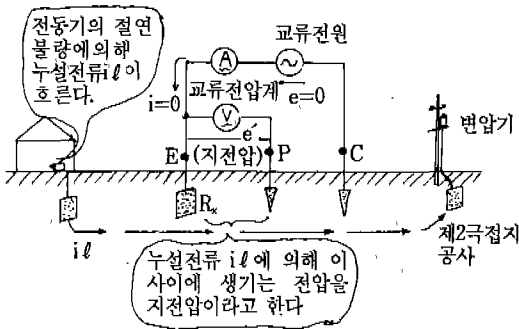 전동기의 절연
불량에의해
누설전류 iℓ이
흐른다.
교류전원
A
~
i=0
교류전압계
e=0
V
e′
변압기
E (지전압) P
C
Rx
iℓ
제2극접지
공사
누설전류 iℓ에 의해 이
사이에 생기는 전압을
지전압이라고 한다